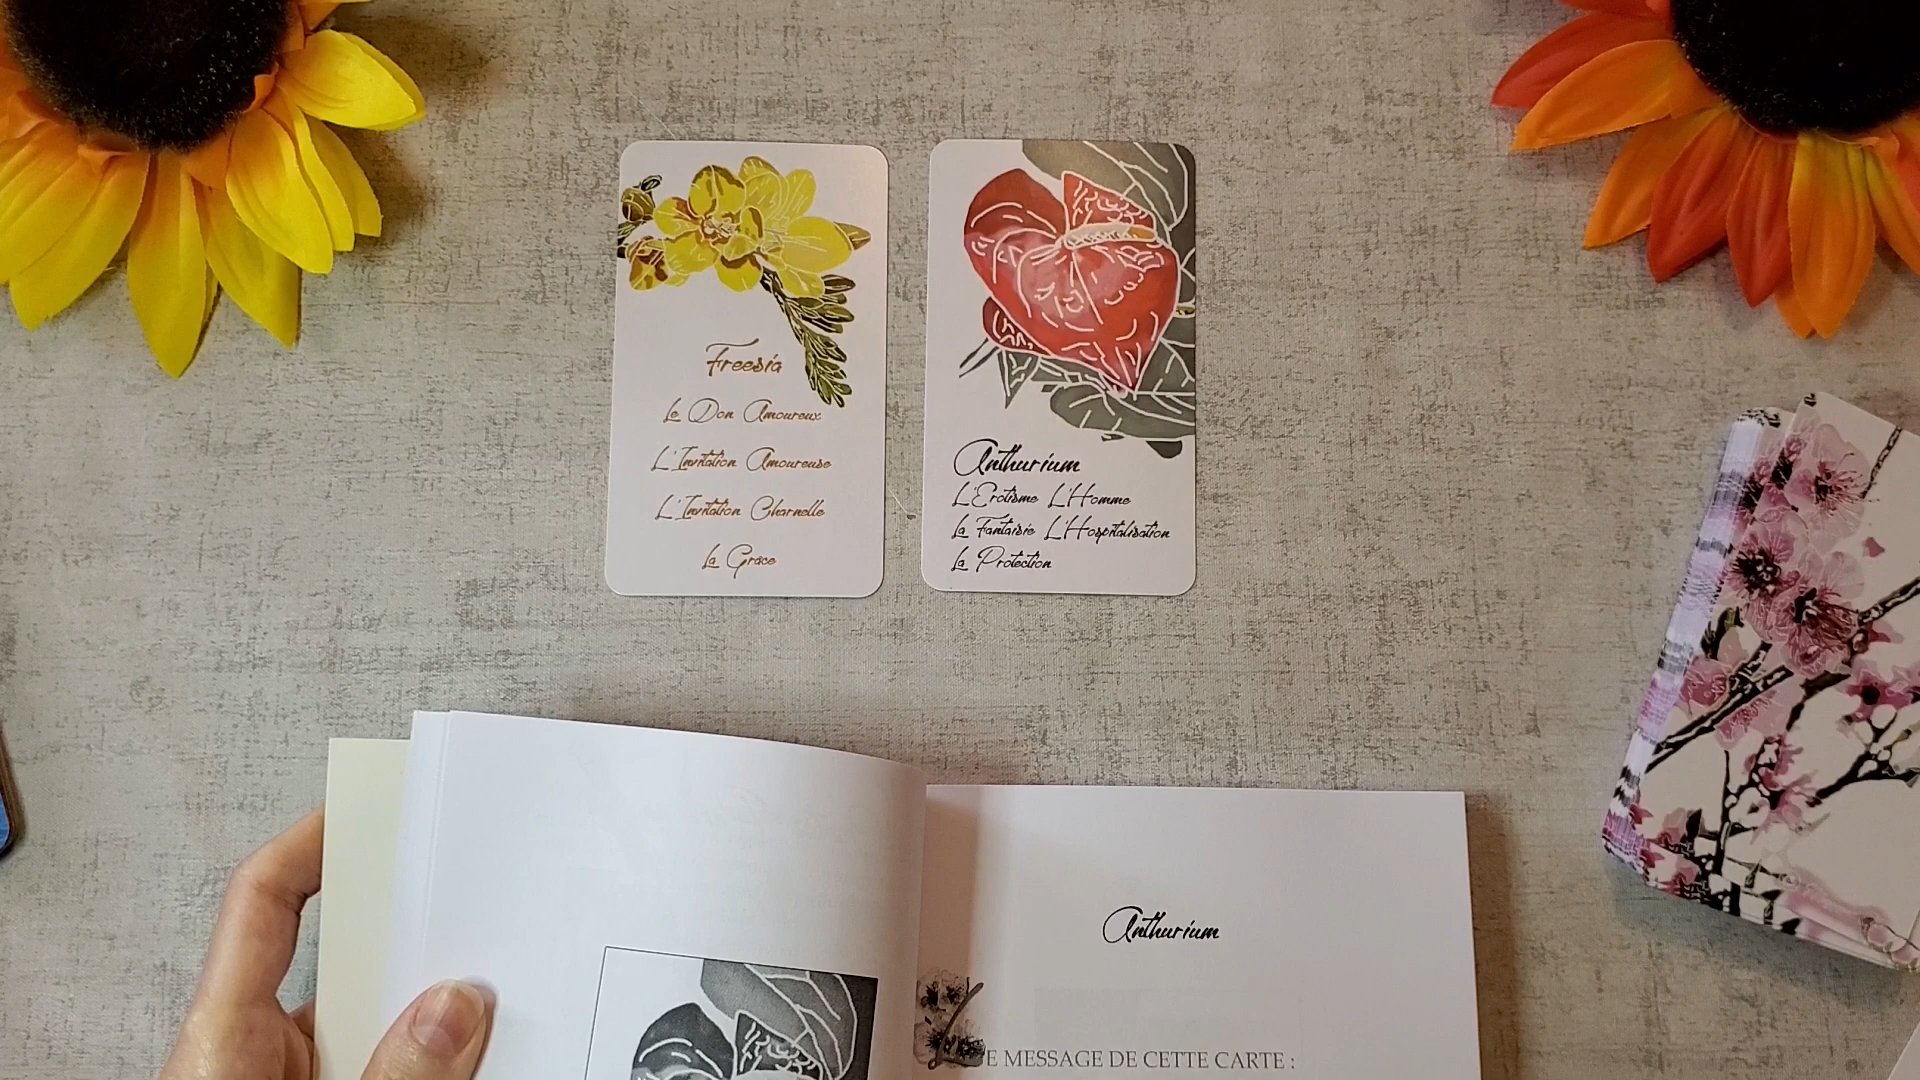 Freesia
Le Don Amoureux
L'Invitation Amoureuse
L'Invitation Charnelle
La Grâce
Anthurium
L'Erotisme L'Homme
La Fantaisie L'Hospitalisation
La Protection
Anthurium
LE MESSAGE DE CETTE CARTE :